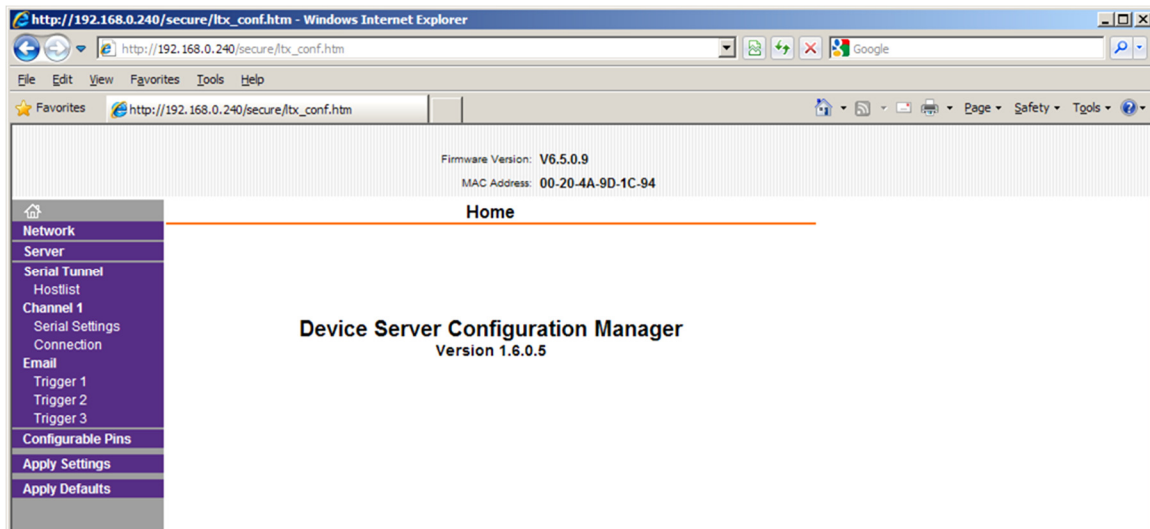 http://192.168.0.240/secure/ltx_conf.htm - Windows Internet Explorer
http://192.168.0.240/secure/ltx_conf.htm
Google
File Edit View Favorites Tools Help
Favorites http://192.168.0.240/secure/ltx_conf.htm Page Safety Tools
Firmware Version: V6.5.0.9
MAC Address: 00-20-4A-9D-1C-94
Home
Network
Server
Serial Tunnel
Hostlist
Channel 1
Serial Settings
Connection
Email
Trigger 1
Trigger 2
Trigger 3
Configurable Pins
Apply Settings
Apply Defaults
Device Server Configuration Manager
Version 1.6.0.5